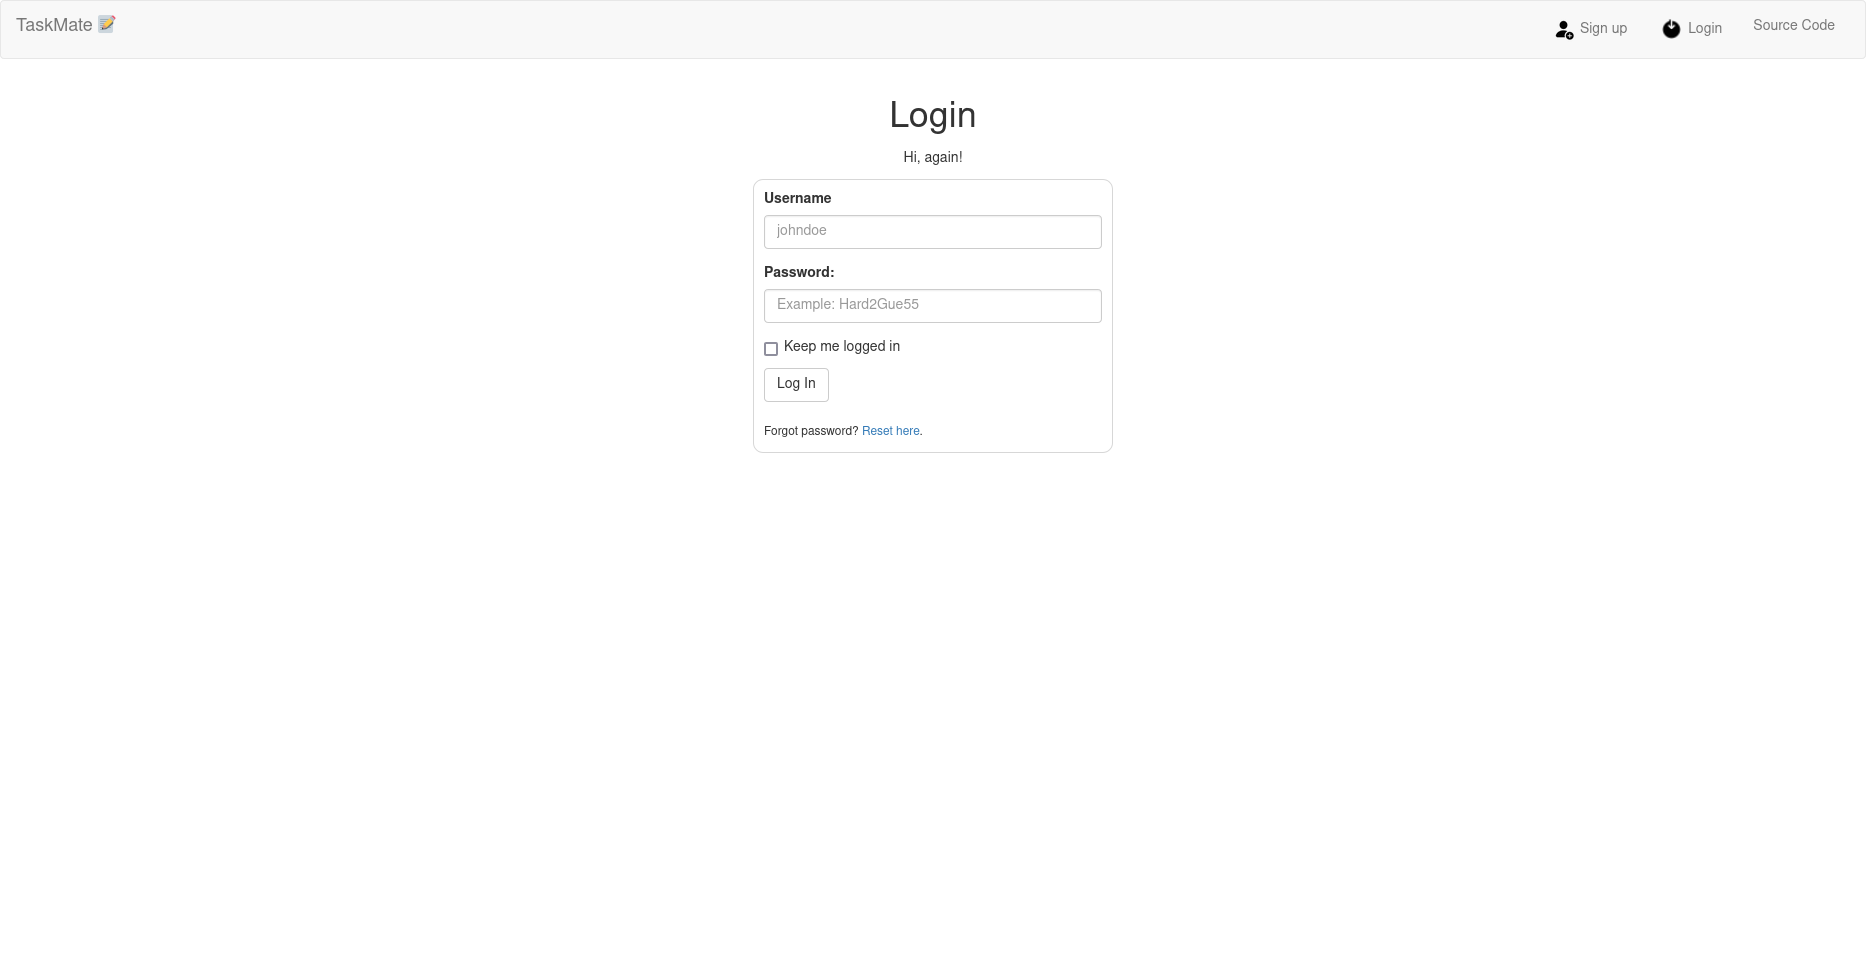 TaskMate 📝
Sign up
Login
Source Code
Login
Hi, again!
Username
johndoe
Password:
Example: Hard2Gue55
Keep me logged in
Log In
Forgot password? Reset here.